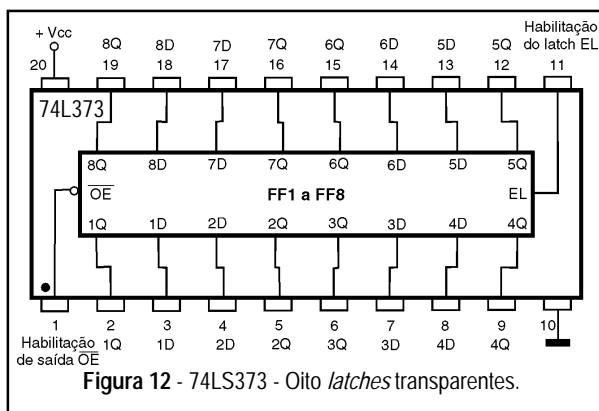 + Vcc
8Q 8D 7D 7Q 6Q 6D 5D 5Q
Habilitação
do latch EL
20 19 18 17 16 15 14 13 12 11
74L373
8Q 8D 7D 7Q 6Q 6D 5D 5Q
OE FF1 a FF8 EL
1Q 1D 2D 2Q 3Q 3D 4D 4Q
1 2 3 4 5 6 7 8 9 10
Habilitação
de saída OE
1Q 1D 2D 2Q 3Q 3D 4D 4Q
Figura 12 - 74LS373 - Oito latches transparentes.